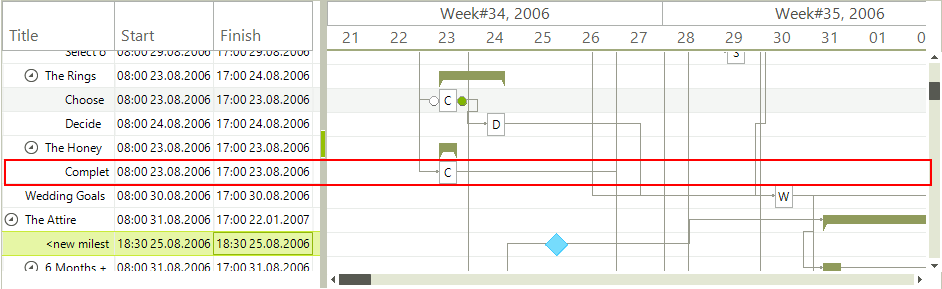 Title Start Finish Week#34, 2006 Week#35, 2006
21 22 23 24 25 26 27 28 29 30 31 01 0
Select 6 08:00 29.08.2006 17:00 29.08.2006 S
The Rings 08:00 23.08.2006 17:00 24.08.2006
Choose 08:00 23.08.2006 17:00 23.08.2006 C
Decide 08:00 24.08.2006 17:00 24.08.2006 D
The Honey 08:00 23.08.2006 17:00 23.08.2006
Complet 08:00 23.08.2006 17:00 23.08.2006 C
Wedding Goals 08:00 30.08.2006 17:00 30.08.2006 W
The Attire 08:00 31.08.2006 17:00 22.01.2007
<new milest 18:30 25.08.2006 18:30 25.08.2006
6 Months + 08:00 31.08.2006 17:00 31.08.2006